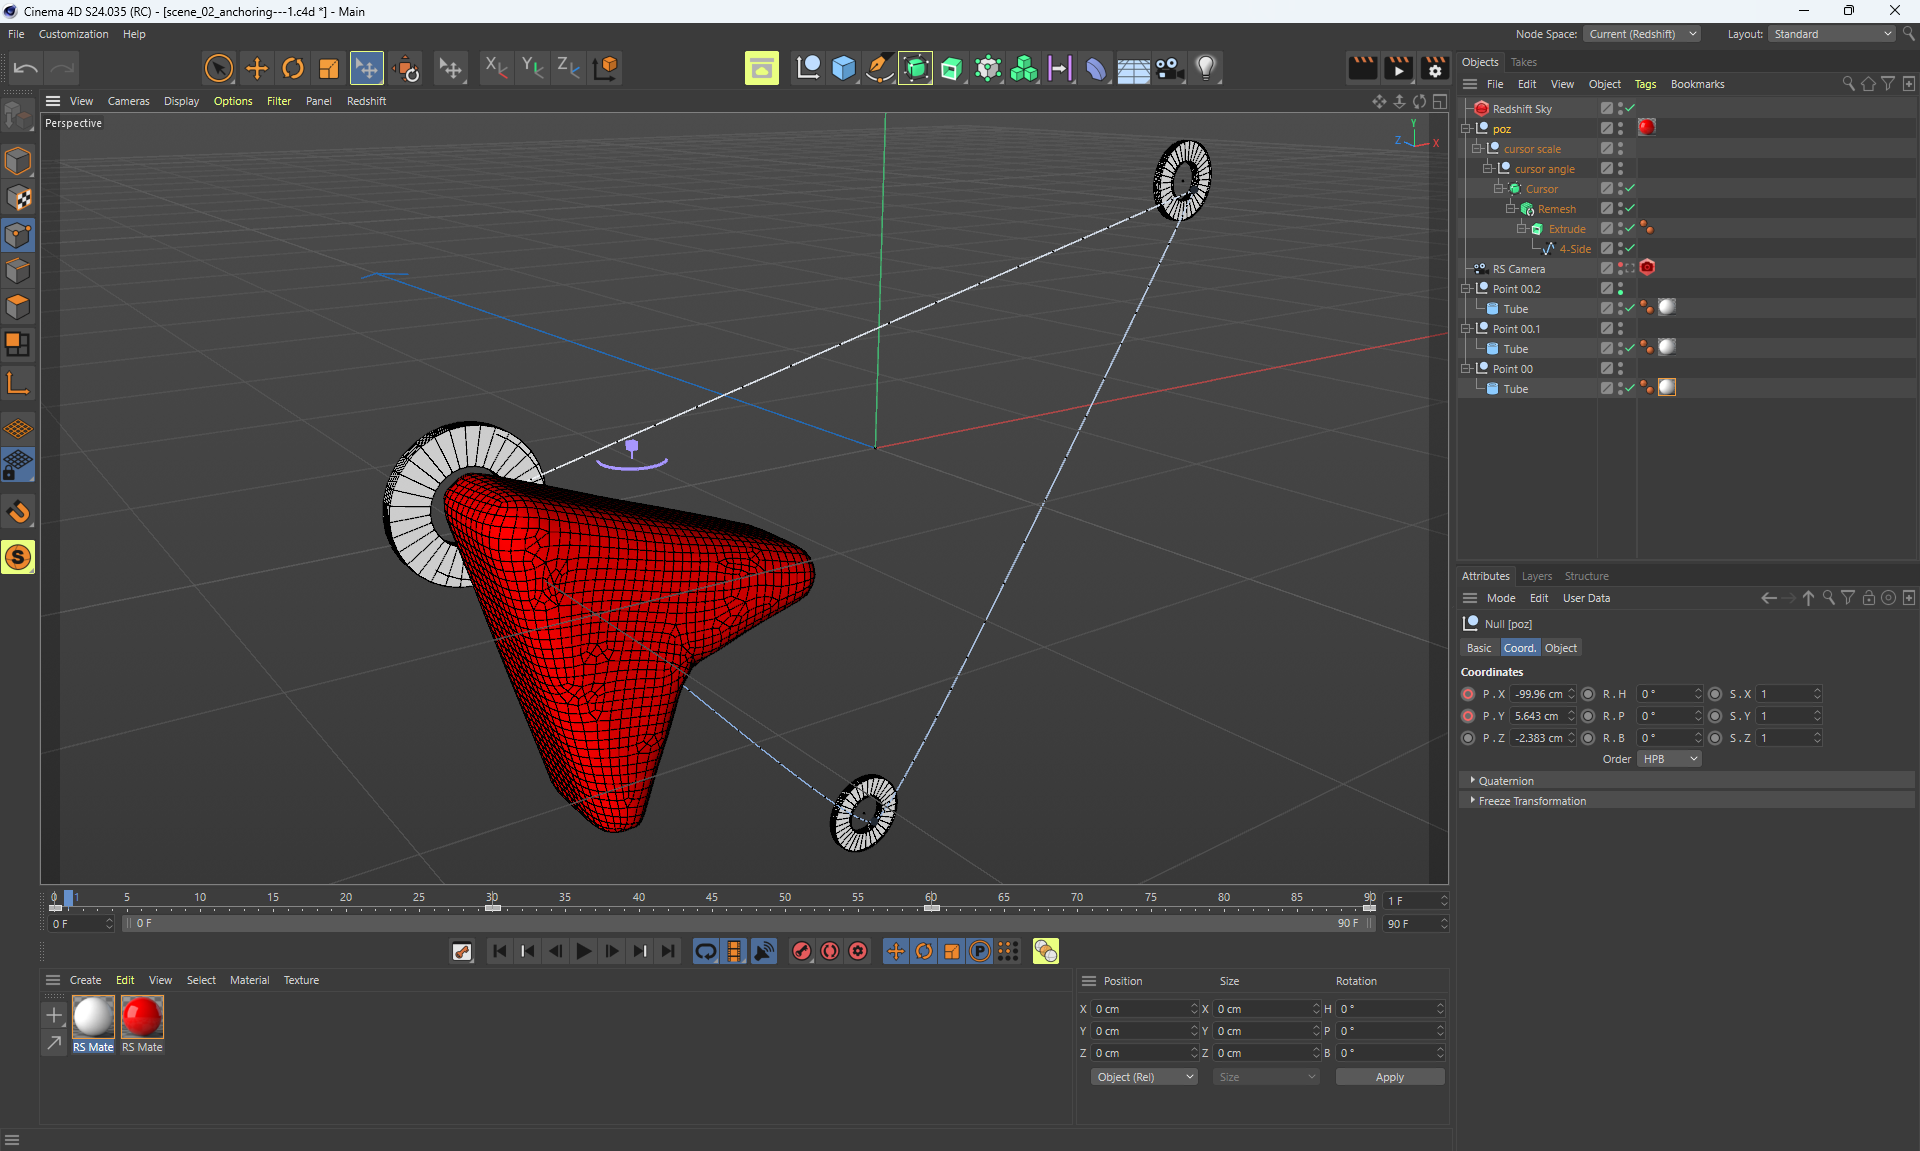 Cinema 4D S24.035 (RC) - [scene_02_anchoring---1.c4d *] - Main
File Customization Help
Node Space: Current (Redshift) Layout: Standard
X Y Z
Objects Takes
File Edit View Object Tags Bookmarks
View Cameras Display Options Filter Panel Redshift
Perspective
Y
Z X
Redshift Sky
poz
cursor scale
cursor angle
Cursor
Remesh
Extrude
4-Side
RS Camera
Point 00.2
Tube
Point 00.1
Tube
Point 00
Tube
S
Attributes Layers Structure
Mode Edit User Data
Null [poz]
Basic Coord. Object
Coordinates
P . X -99.96 cm R . H 0 ° S . X 1
P . Y 5.643 cm R . P 0 ° S . Y 1
P . Z -2.383 cm R . B 0 ° S . Z 1
Order HPB
Quaternion
Freeze Transformation
0 1 5 10 15 20 25 30 35 40 45 50 55 60 65 70 75 80 85 90 1 F
0 F 0 F 90 F 90 F
P
Create Edit View Select Material Texture
RS Mate RS Mate
Position Size Rotation
X 0 cm X 0 cm H 0 °
Y 0 cm Y 0 cm P 0 °
Z 0 cm Z 0 cm B 0 °
Object (Rel) Size Apply